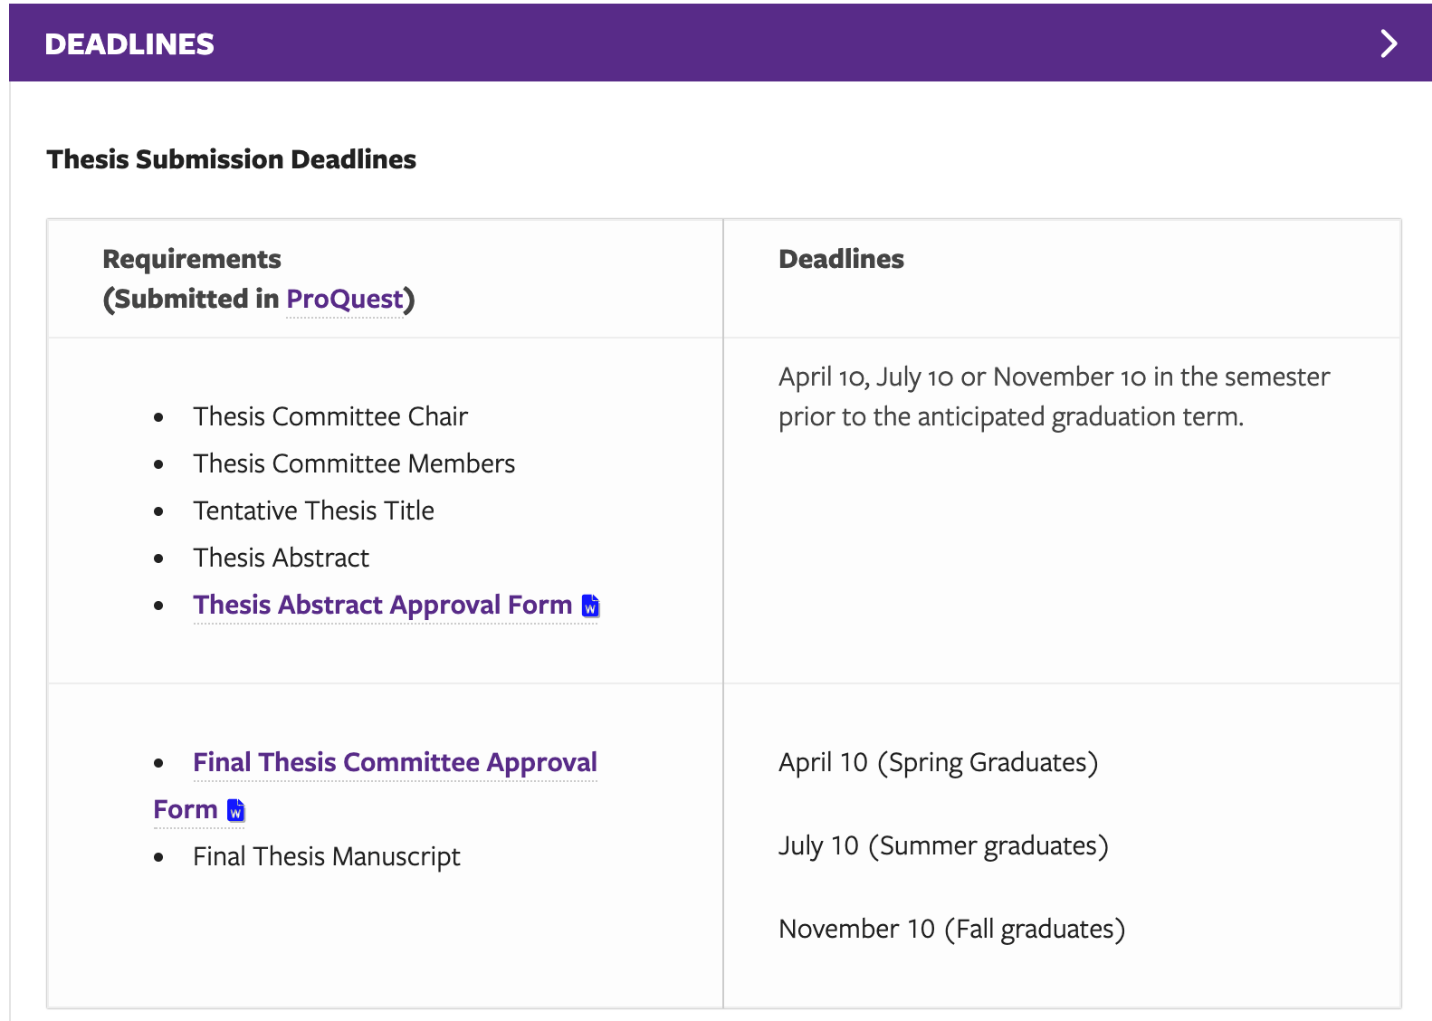 DEADLINES
Thesis Submission Deadlines
Requirements
(Submitted in ProQuest)
Deadlines
• Thesis Committee Chair
• Thesis Committee Members
• Tentative Thesis Title
• Thesis Abstract
• Thesis Abstract Approval Form W
April 10, July 10 or November 10 in the semester
prior to the anticipated graduation term.
• Final Thesis Committee Approval
Form W
• Final Thesis Manuscript
April 10 (Spring Graduates)
July 10 (Summer graduates)
November 10 (Fall graduates)